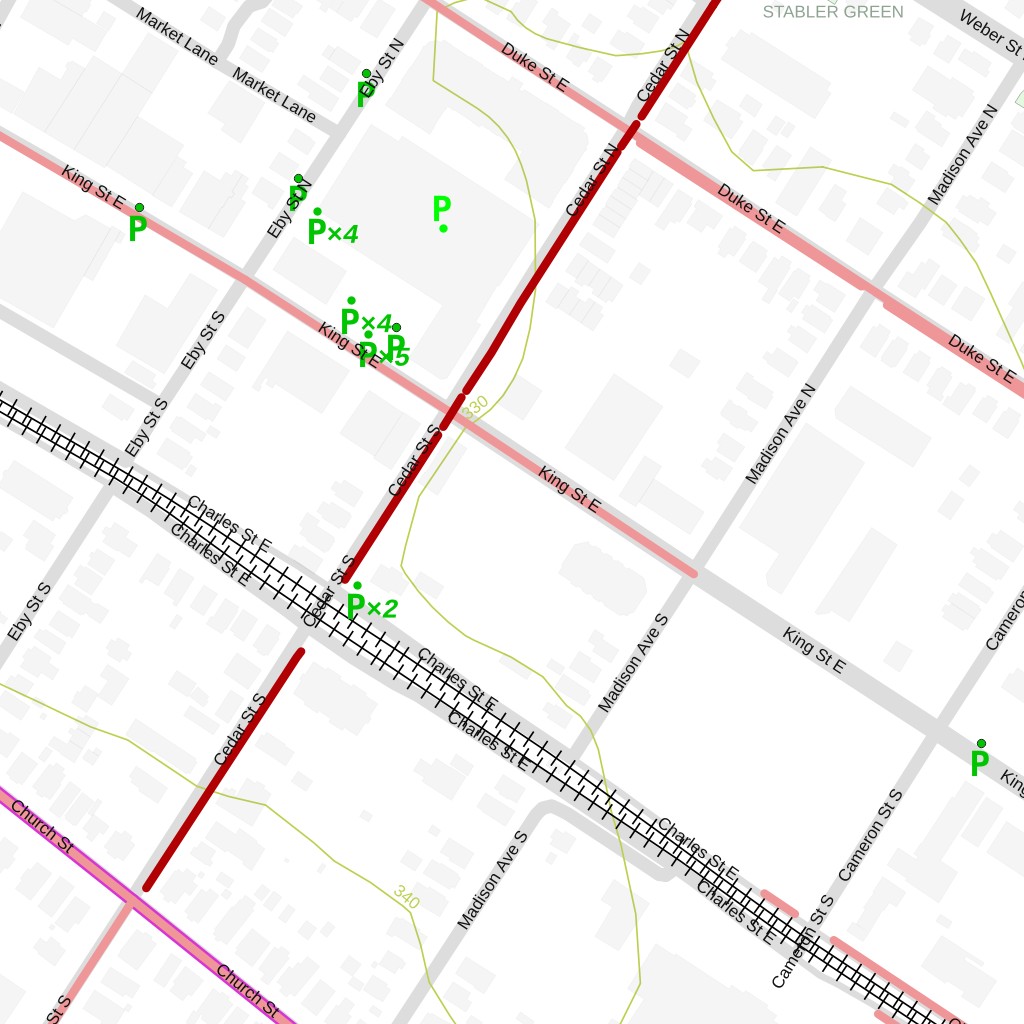 STABLER GREEN
Weber St
Market Lane
Eby St N
Cedar St N
Duke St E
Market Lane
P
Madison Ave N
King St E
P
Eby St N
P
P
P×4
Cedar St N
Duke St E
P×4
P
P×5
King St E
Eby St S
Duke St E
330
Eby St S
Cedar St S
Madison Ave N
King St E
Charles St E
Charles St E
Cedar St S
P×2
Eby St S
Cameron
Madison Ave S
King St E
Charles St E
Charles St E
Cedar St S
P
King
Church St
Charles St E
Cameron St S
Madison Ave S
340
Charles St E
Cameron St S
Church St
St S